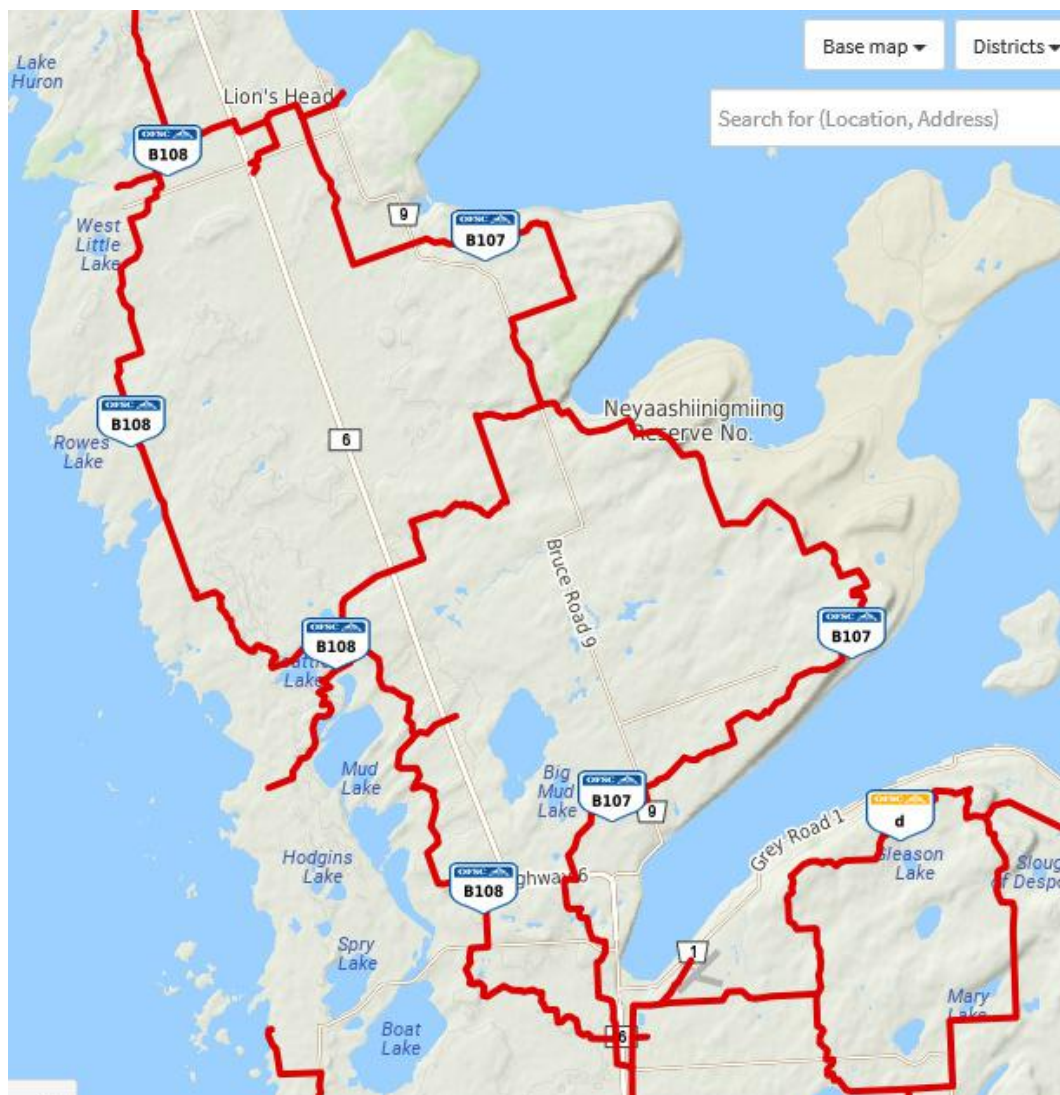 Base map
Districts
Search for (Location, Address)
Lake
Huron
Lion's Head
OFSC
B108
West
Little
Lake
9
OFSC
B107
Neyaashiinigmiing
Reserve No.
OFSC
B108
Rowes
Lake
6
Bruce Road 9
OFSC
B108
Lake
OFSC
B107
Mud
Lake
Big
Mud
Lake
OFSC
B107
9
Grey Road 1
OFSC
d
Gleason
Lake
Hodgins
Lake
OFSC
B108
Spry
Lake
1
Mary
Lake
Boat
Lake
6